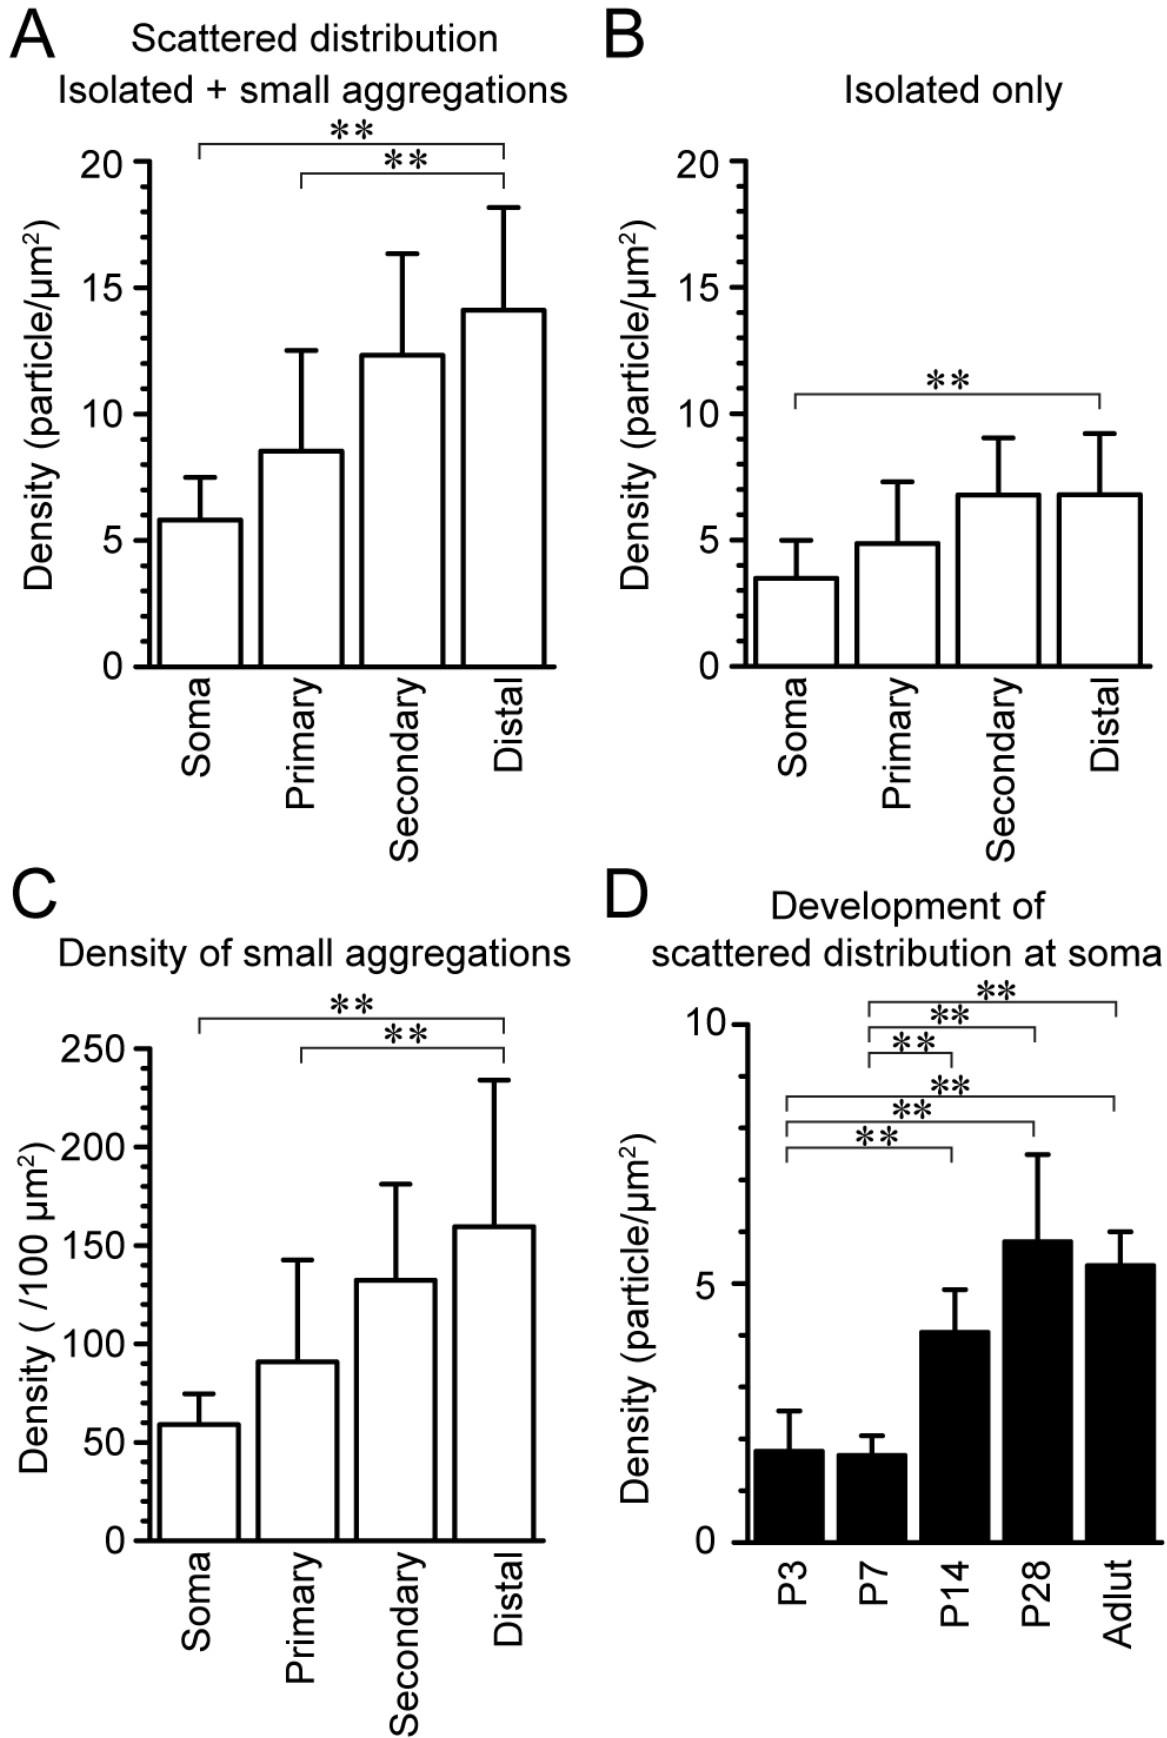 A
Scattered distribution
Isolated + small aggregations
**
**
20
15
10
5
0
Density (particle/µm²)
Soma
Primary
Secondary
Distal
B
Isolated only
**
20
15
10
5
0
Density (particle/µm²)
Soma
Primary
Secondary
Distal
C
Density of small aggregations
**
**
250
200
150
100
50
0
Density ( /100 µm²)
Soma
Primary
Secondary
Distal
D
Development of
scattered distribution at soma
**
**
**
**
**
**
10
5
0
Density (particle/µm²)
P3
P7
P14
P28
Adlut